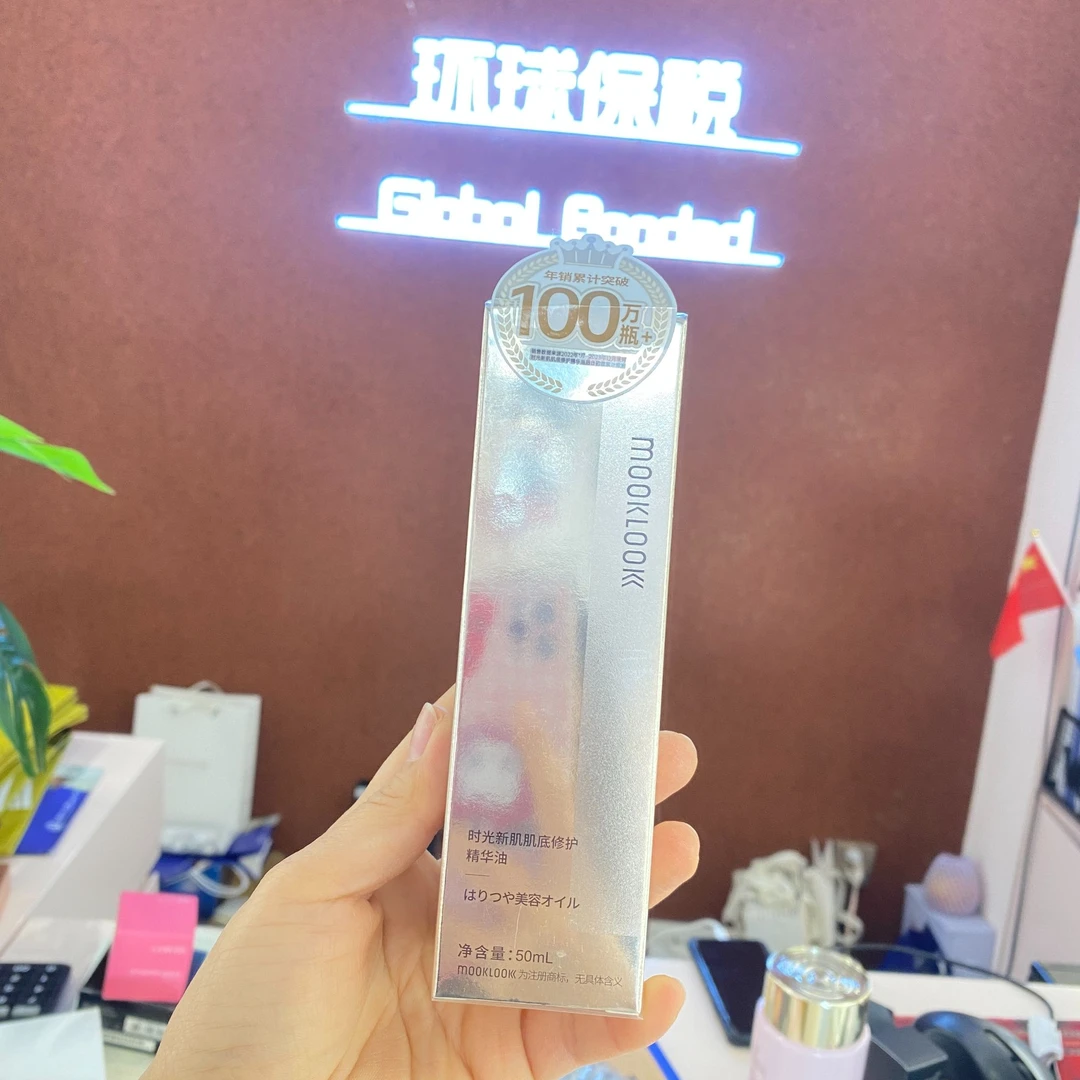 环球保税
Global Bonded
年销累计突破
100万瓶+
mooklook
时光新肌肌底修护
精华油
はりつや美容オイル
净含量：50mL
mooklook为注册商标，无具体含义